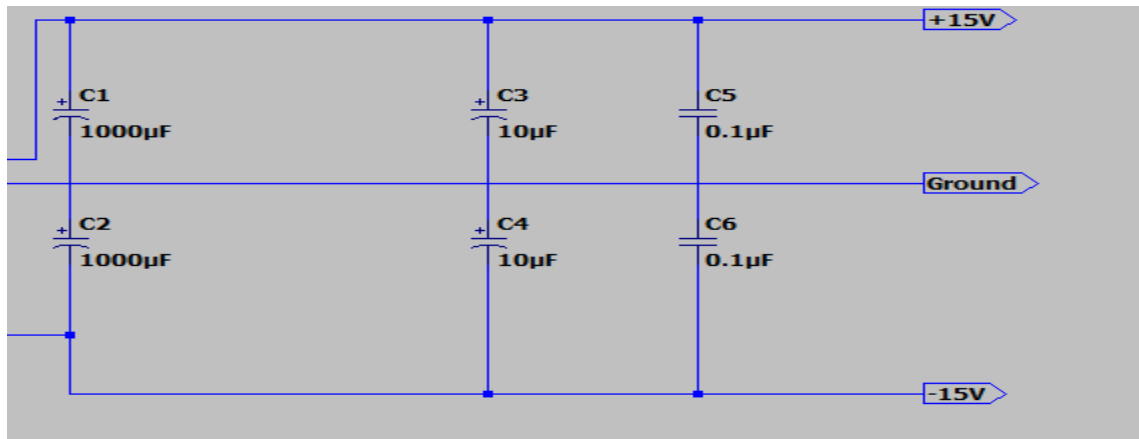 +15V
+ C1
1000µF
+ C3
10µF
C5
0.1µF
Ground
+ C2
1000µF
+ C4
10µF
C6
0.1µF
-15V